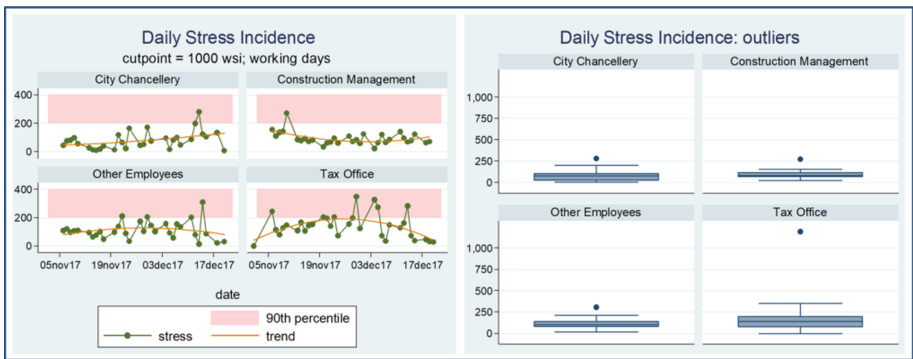 Daily Stress Incidence
cutpoint = 1000 wsi; working days
City Chancellery
Construction Management
400
200
0
Other Employees
Tax Office
400
200
0
05nov17 19nov17 03dec17 17dec17
05nov17 19nov17 03dec17 17dec17
date
90th percentile
stress
trend
Daily Stress Incidence: outliers
City Chancellery
Construction Management
1,000
750
500
250
0
Other Employees
Tax Office
1,000
750
500
250
0